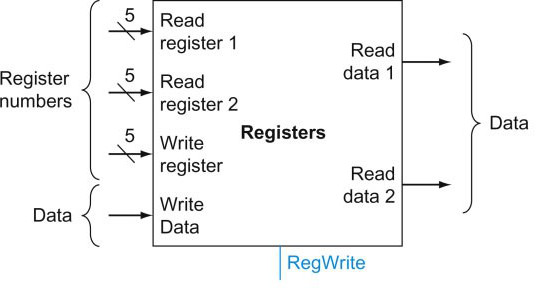 Register
numbers
5
Read
register 1
5
Read
register 2
5
Write
register
Data
Write
Data
Registers
Read
data 1
Read
data 2
Data
RegWrite